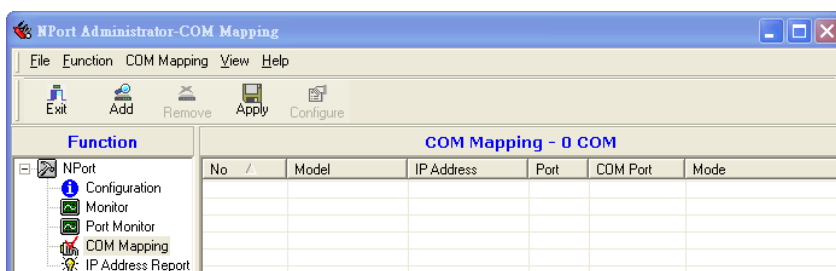 NPort Administrator-COM Mapping
File Function COM Mapping View Help
Exit Add Remove Apply Configure
Function
COM Mapping - 0 COM
NPort
Configuration
Monitor
Port Monitor
COM Mapping
IP Address Report
No Model IP Address Port COM Port Mode